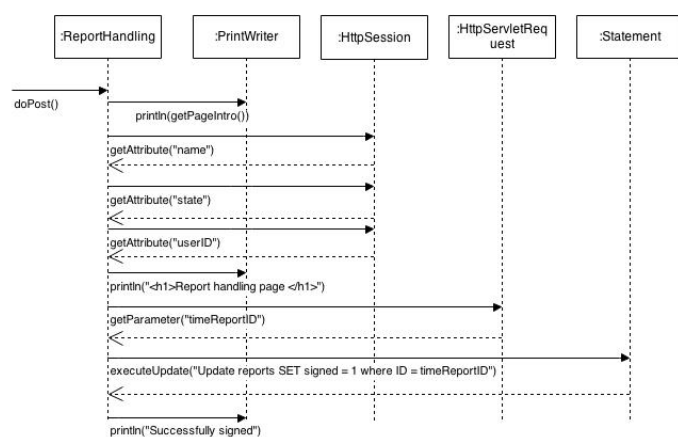 :ReportHandling
:PrintWriter
:HttpSession
:HttpServletReq
uest
:Statement
doPost()
println(getPageIntro())
getAttribute("name")
getAttribute("state")
getAttribute("userID")
println("<h1>Report handling page </h1>")
getParameter("timeReportID")
executeUpdate("Update reports SET signed = 1 where ID = timeReportID")
println("Successfully signed")